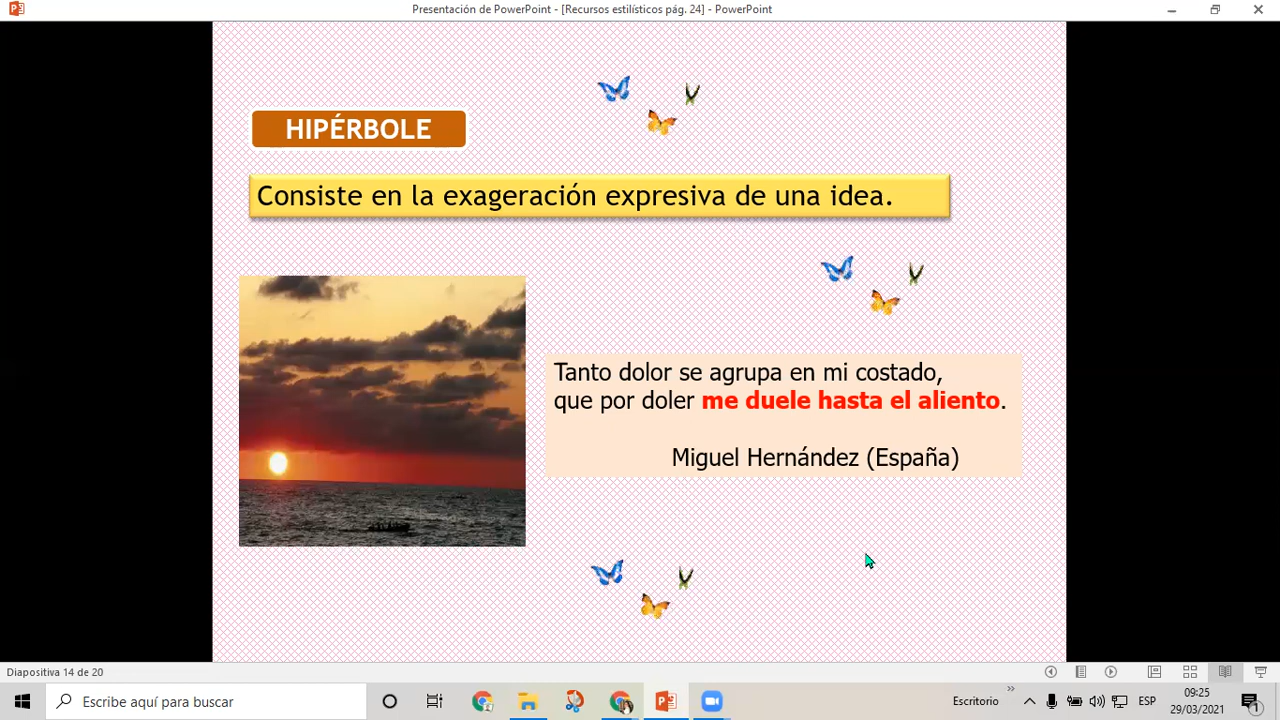 Presentación de PowerPoint - [Recursos estilísticos pág. 24] - PowerPoint
HIPÉRBOLE
Consiste en la exageración expresiva de una idea.
Tanto dolor se agrupa en mi costado,
que por doler me duele hasta el aliento.
Miguel Hernández (España)
Diapositiva 14 de 20
Escribe aquí para buscar
Escritorio
ESP
09:25
29/03/2021
1